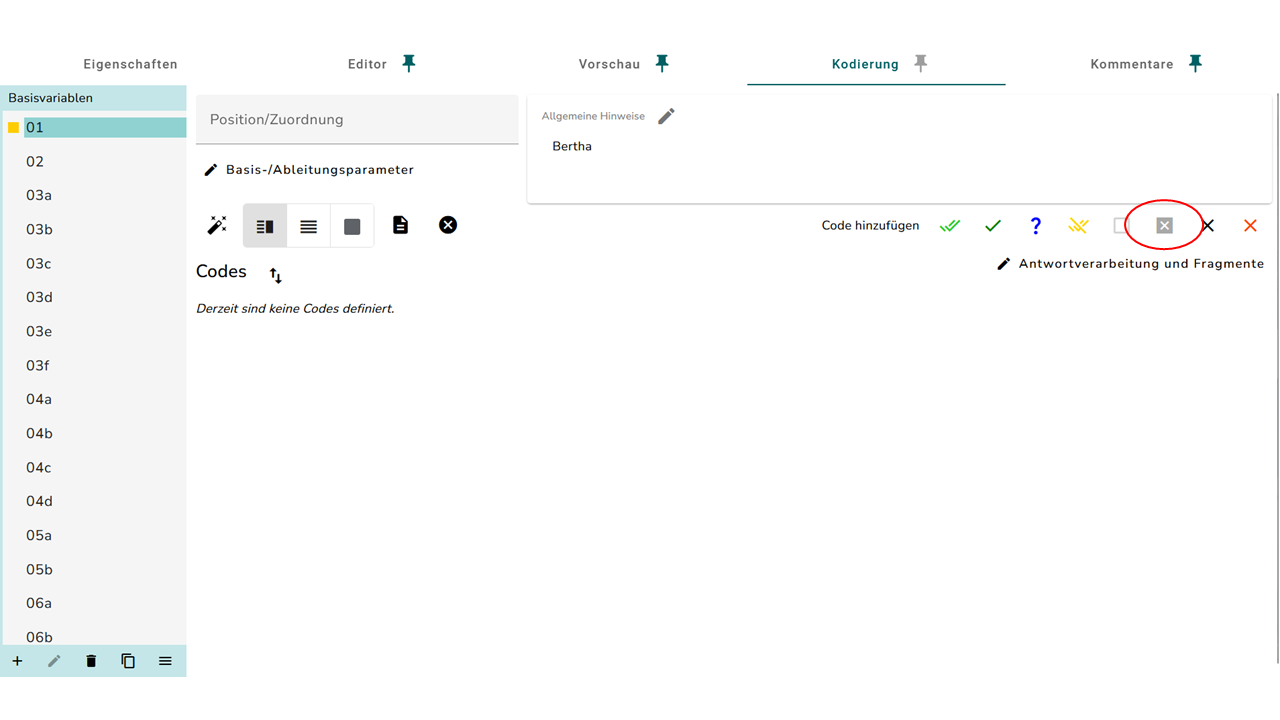 Eigenschaften Editor Vorschau Kodierung Kommentare
Basisvariablen
01
02
03a
03b
03c
03d
03e
03f
04a
04b
04c
04d
05a
05b
06a
06b
Position/Zuordnung
Basis-/Ableitungsparameter
Allgemeine Hinweise
Bertha
Code hinzufügen
?
Antwortverarbeitung und Fragmente
Codes
Derzeit sind keine Codes definiert.